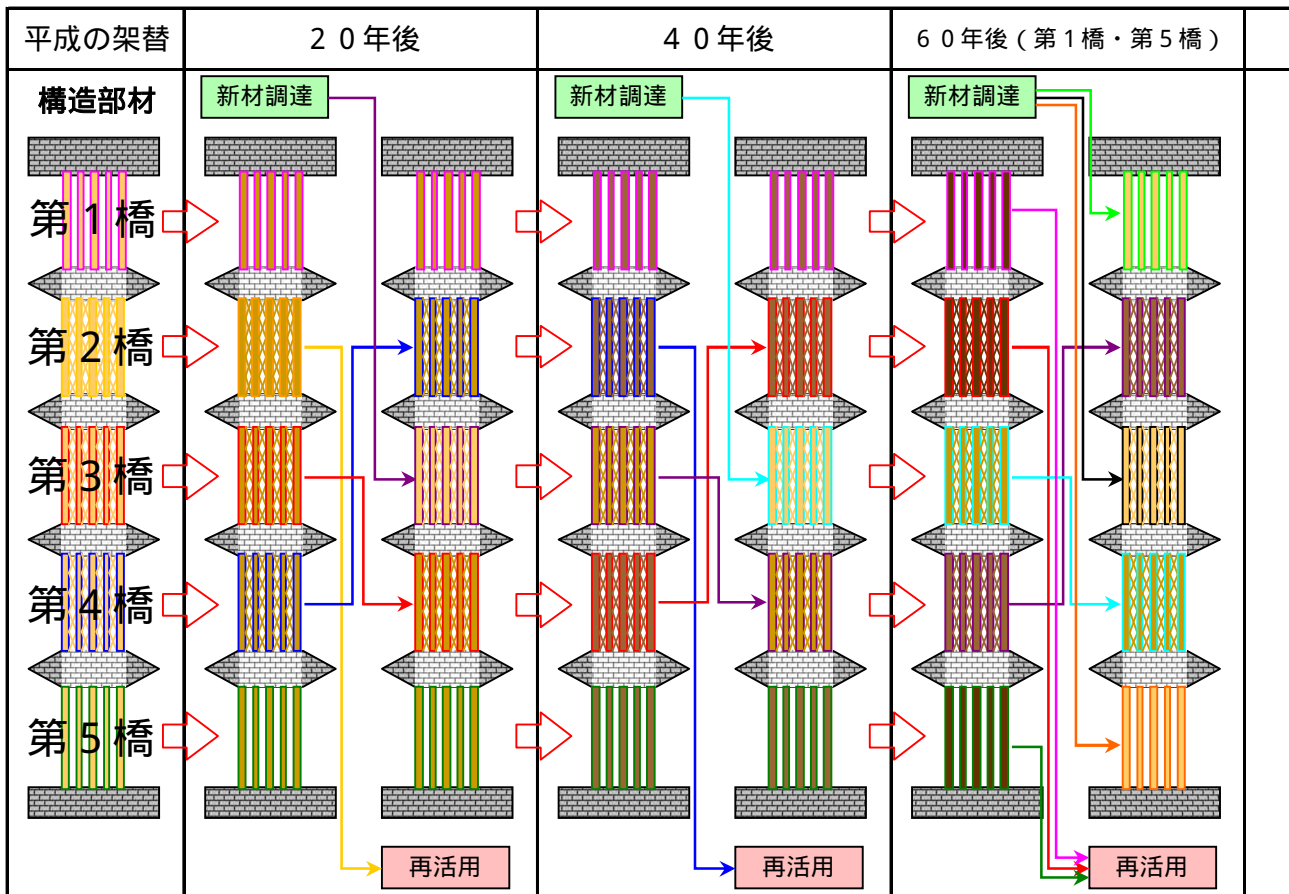 平成の架替
２０年後
４０年後
６０年後（第１橋・第５橋）
構造部材
新材調達
新材調達
新材調達
第１橋
第２橋
第３橋
第４橋
第５橋
再活用
再活用
再活用